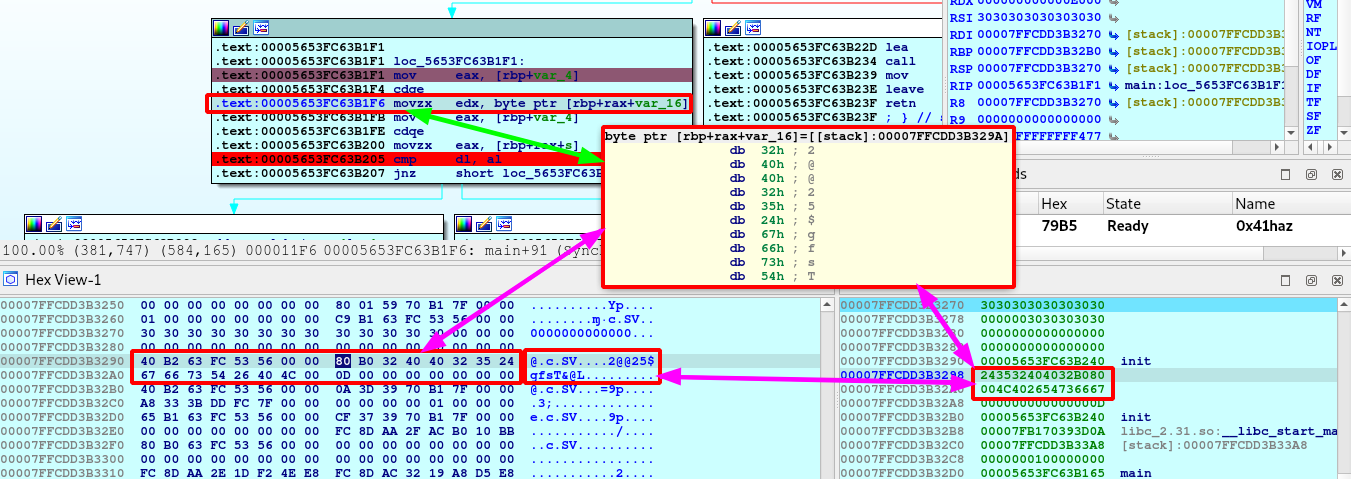 .text:00005653FC63B1F1
.text:00005653FC63B1F1 loc_5653FC63B1F1:
.text:00005653FC63B1F1 mov eax, [rbp+var_4]
.text:00005653FC63B1F4 cdqe
.text:00005653FC63B1F6 movzx edx, byte ptr [rbp+rax+var_16]
.text:00005653FC63B1FB mov eax, [rbp+var_4]
.text:00005653FC63B1FE cdqe
.text:00005653FC63B200 movzx eax, [rbp+rax+s]
.text:00005653FC63B205 cmp dl, al
.text:00005653FC63B207 jnz short loc_5653FC63B
.text:00005653FC63B22D lea
.text:00005653FC63B234 call
.text:00005653FC63B239 mov
.text:00005653FC63B23E leave
.text:00005653FC63B23F retn
.text:00005653FC63B23F ; } //
RSI 3030303030303030
RDI 00007FFCDD3B3270 [stack]:00007FFCDD3B
RBP 00007FFCDD3B32B0 [stack]:00007FFCDD3B
RSP 00007FFCDD3B3270 [stack]:00007FFCDD3B
RIP 00005653FC63B1F1 main:loc_5653FC63B1F1
R8 00007FFCDD3B3270 [stack]:00007FFCDD3B
R9 0000000000000000
VM
RF
NT
IOPL
OF
DF
IF
TF
SF
ZF
byte ptr [rbp+rax+var_16]=[[stack]:00007FFCDD3B329A]
db 32h ; 2
db 40h ; @
db 40h ; @
db 32h ; 2
db 35h ; 5
db 24h ; $
db 67h ; g
db 66h ; f
db 73h ; s
db 54h ; T
ds
Hex State Name
79B5 Ready 0x41haz
100.00% (381,747) (584,165) 000011F6 00005653FC63B1F6: main+91 (Sync
Hex View-1
00007FFCDD3B3250 00 00 00 00 00 00 00 00 80 01 59 70 B1 7F 00 00 ..........Yp....
00007FFCDD3B3260 01 00 00 00 00 00 00 00 C9 B1 63 FC 53 56 00 00
00007FFCDD3B3270 30 30 30 30 30 30 30 30 30 30 30 30 30 00 00 00 0000000000000...
00007FFCDD3B3280 00 00 00 00 00 00 00 00 00 00 00 00 00 00 00 00
00007FFCDD3B3290 40 B2 63 FC 53 56 00 00 80 B0 32 40 40 32 35 24 @.c.SV....2@@25$
00007FFCDD3B32A0 67 66 73 54 26 40 4C 00 0D 00 00 00 00 00 00 00 gfsT&@L.........
00007FFCDD3B32B0 40 B2 63 FC 53 56 00 00 0A 3D 39 70 B1 7F 00 00 @.c.SV...=9p....
00007FFCDD3B32C0 A8 33 3B DD FC 7F 00 00 00 00 00 00 01 00 00 00 .3;.............
00007FFCDD3B32D0 65 B1 63 FC 53 56 00 00 CF 37 39 70 B1 7F 00 00 e.c.SV...79p....
00007FFCDD3B32E0 00 00 00 00 00 00 00 00 FC 8D AA 2F AC B0 10 BB .........../....
00007FFCDD3B32F0 80 B0 63 FC 53 56 00 00 00 00 00 00 00 00 00 00 ..c.SV..........
00007FFCDD3B3300 00 00 00 00 00 00 00 00 00 00 00 00 00 00 00 00 ................
00007FFCDD3B3310 FC 8D AA 2E 1D F2 4E E8 FC 8D AC 32 19 A8 D5 E8 ...........2....
00007FFCDD3B3270 3030303030303030
00007FFCDD3B3278 0000003030303030
00007FFCDD3B3280 0000000000000000
00007FFCDD3B3288 0000000000000000
00007FFCDD3B3290 00005653FC63B240 init
00007FFCDD3B3298 243532404032B080
00007FFCDD3B32A0 004C402654736667
00007FFCDD3B32A8 000000000000000D
00007FFCDD3B32B0 00005653FC63B240 init
00007FFCDD3B32B8 00007FB170393D0A libc_2.31.so:__libc_start_ma
00007FFCDD3B32C0 00007FFCDD3B33A8 [stack]:00007FFCDD3B33A8
00007FFCDD3B32C8 0000000100000000
00007FFCDD3B32D0 00005653FC63B165 main